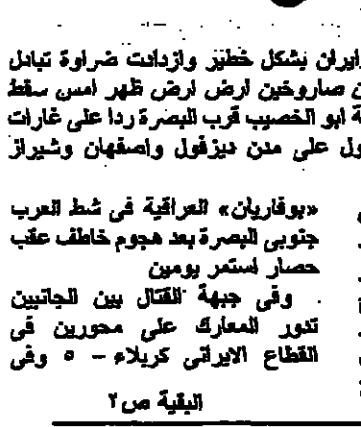 ايران بشكل خطير وازدادت ضراوة تبادل
ن صاروخين ارض ارض ظهر امس سقط
ة ابو الخصيب قرب البصرة ردا على غارات
ول على مدن ديزفول واصفهان وشيراز
«بوفاريان» العراقية فى شط العرب
جنوبى البصرة بعد هجوم خاطف عقب
حصار استمر يومين
وفى جبهة القتال بين الجانبين
تدور المعارك على محورين فى
القطاع الايرانى كربلاء – ٥ وفى
البقية ص ٢